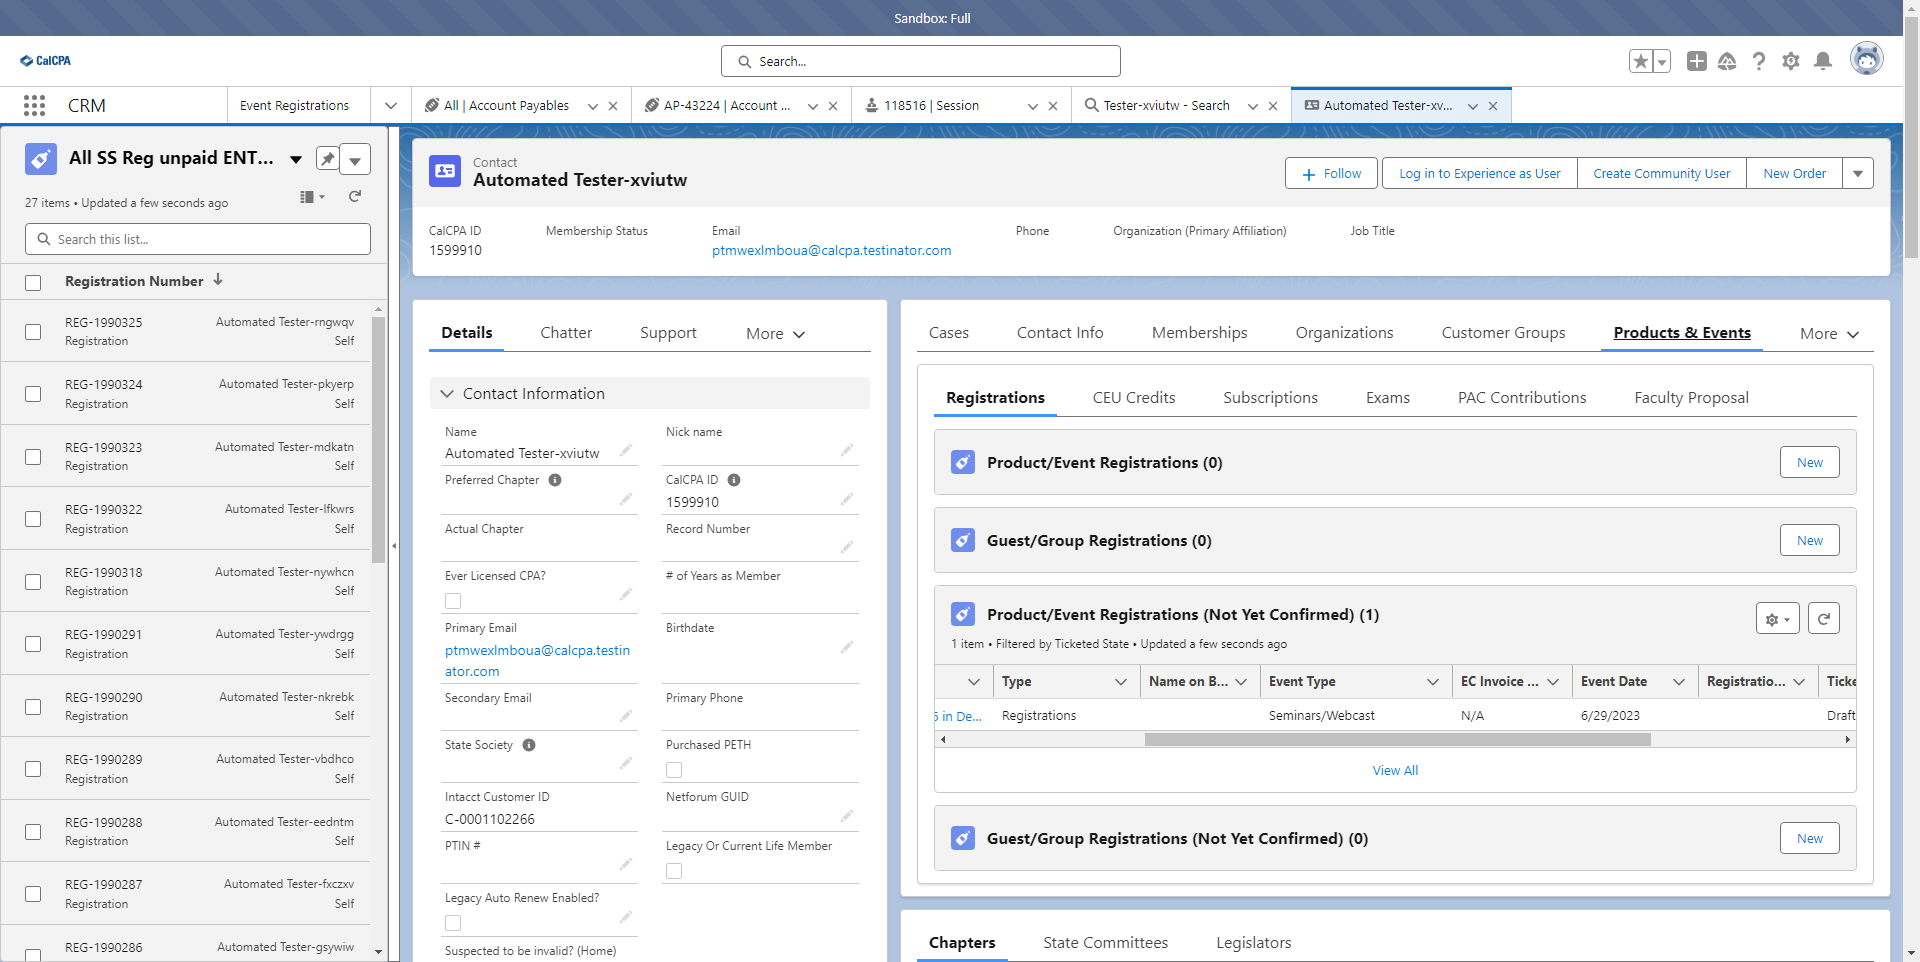 Sandbox: Full
CalCPA
Search...
CRM
Event Registrations
All | Account Payables
AP-43224 | Account ...
118516 | Session
Tester-xviutw - Search
Automated Tester-xv...
All SS Reg unpaid ENT...
27 items • Updated a few seconds ago
Search this list...
Registration Number
REG-1990325
Automated Tester-rngwqv
Registration
Self
REG-1990324
Automated Tester-pkyerp
Registration
Self
REG-1990323
Automated Tester-mdkatn
Registration
Self
REG-1990322
Automated Tester-lfkwrs
Registration
Self
REG-1990318
Automated Tester-nywhcn
Registration
Self
REG-1990291
Automated Tester-ywdrgg
Registration
Self
REG-1990290
Automated Tester-nkrebk
Registration
Self
REG-1990289
Automated Tester-vbdhco
Registration
Self
REG-1990288
Automated Tester-eedntm
Registration
Self
REG-1990287
Automated Tester-fxczxv
Registration
Self
REG-1990286
Automated Tester-gsywiw
Contact
Automated Tester-xviutw
Follow
Log in to Experience as User
Create Community User
New Order
CalCPA ID
1599910
Membership Status
Email
ptmwexlmboua@calcpa.testinator.com
Phone
Organization (Primary Affiliation)
Job Title
Details
Chatter
Support
More
Contact Information
Name
Automated Tester-xviutw
Nick name
Preferred Chapter
CalCPA ID
1599910
Actual Chapter
Record Number
Ever Licensed CPA?
# of Years as Member
Primary Email
ptmwexlmboua@calcpa.testin
ator.com
Birthdate
Secondary Email
Primary Phone
State Society
Purchased PETH
Intacct Customer ID
C-0001102266
Netforum GUID
PTIN #
Legacy Or Current Life Member
Legacy Auto Renew Enabled?
Suspected to be invalid? (Home)
Cases
Contact Info
Memberships
Organizations
Customer Groups
Products & Events
More
Registrations
CEU Credits
Subscriptions
Exams
PAC Contributions
Faculty Proposal
Product/Event Registrations (0)
New
Guest/Group Registrations (0)
New
Product/Event Registrations (Not Yet Confirmed) (1)
1 item • Filtered by Ticketed State • Updated a few seconds ago
Type
Name on B...
Event Type
EC Invoice ...
Event Date
Registratio...
Ticke
in De...
Registrations
Seminars/Webcast
N/A
6/29/2023
Draft
View All
Guest/Group Registrations (Not Yet Confirmed) (0)
New
Chapters
State Committees
Legislators